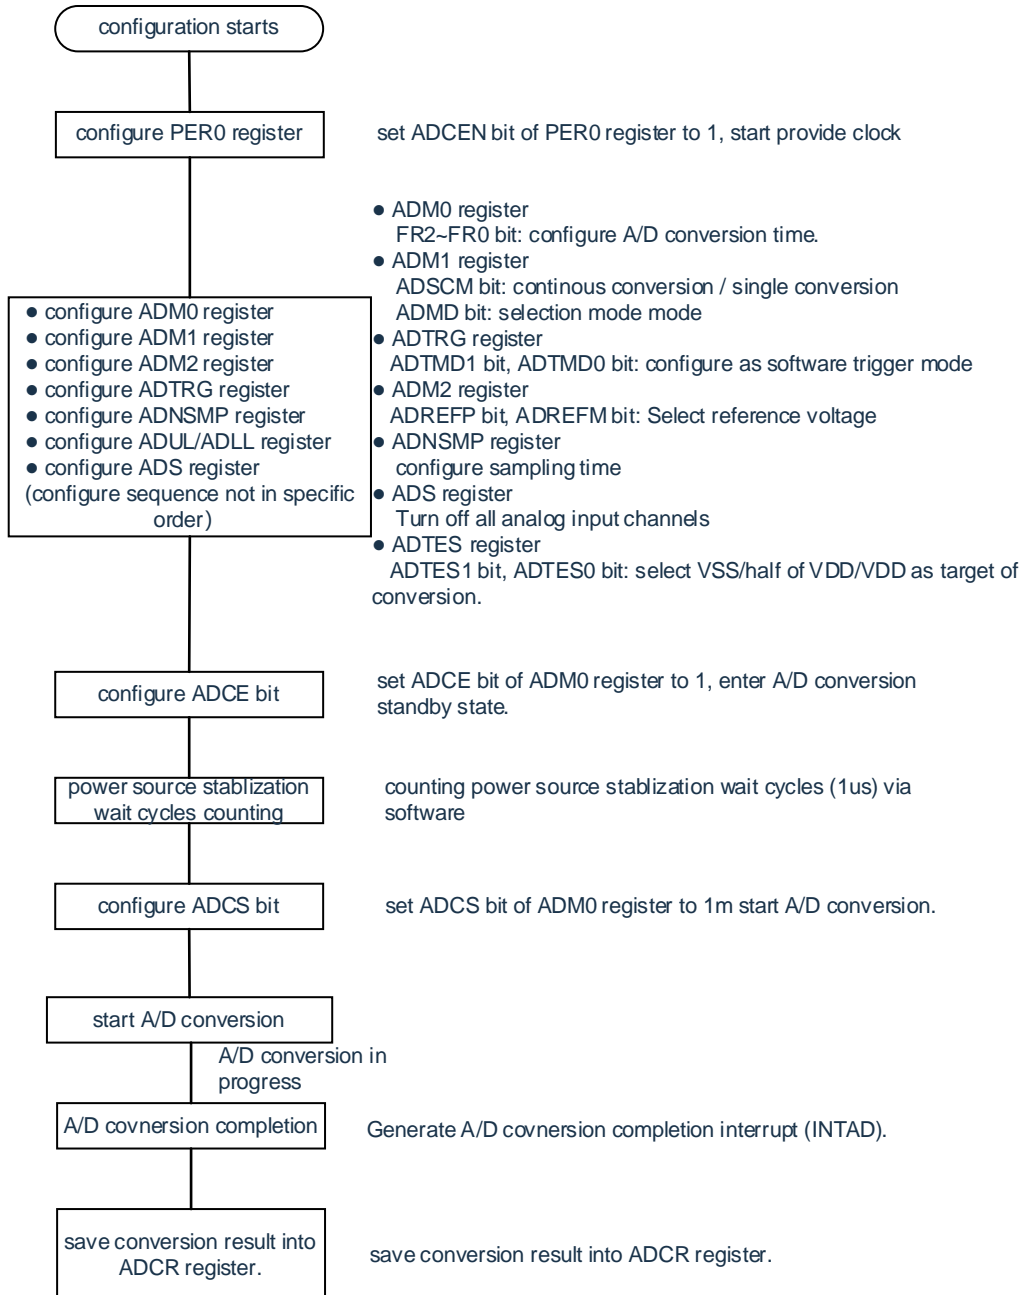 configuration starts
configure PER0 register
set ADCEN bit of PER0 register to 1, start provide clock
● configure ADM0 register
● configure ADM1 register
● configure ADM2 register
● configure ADTRG register
● configure ADNSMP register
● configure ADUL/ADLL register
● configure ADS register
(configure sequence not in specific
order)
● ADM0 register
FR2~FR0 bit: configure A/D conversion time.
● ADM1 register
ADSCM bit: continous conversion / single conversion
ADMD bit: selection mode mode
● ADTRG register
ADTMD1 bit, ADTMD0 bit: configure as software trigger mode
● ADM2 register
ADREFP bit, ADREFM bit: Select reference voltage
● ADNSMP register
configure sampling time
● ADS register
Turn off all analog input channels
● ADTES register
ADTES1 bit, ADTES0 bit: select VSS/half of VDD/VDD as target of
conversion.
configure ADCE bit
set ADCE bit of ADM0 register to 1, enter A/D conversion
standby state.
power source stablization
wait cycles counting
counting power source stablization wait cycles (1us) via
software
configure ADCS bit
set ADCS bit of ADM0 register to 1m start A/D conversion.
start A/D conversion
A/D conversion in
progress
A/D covnersion completion
Generate A/D covnersion completion interrupt (INTAD).
save conversion result into
ADCR register.
save conversion result into ADCR register.